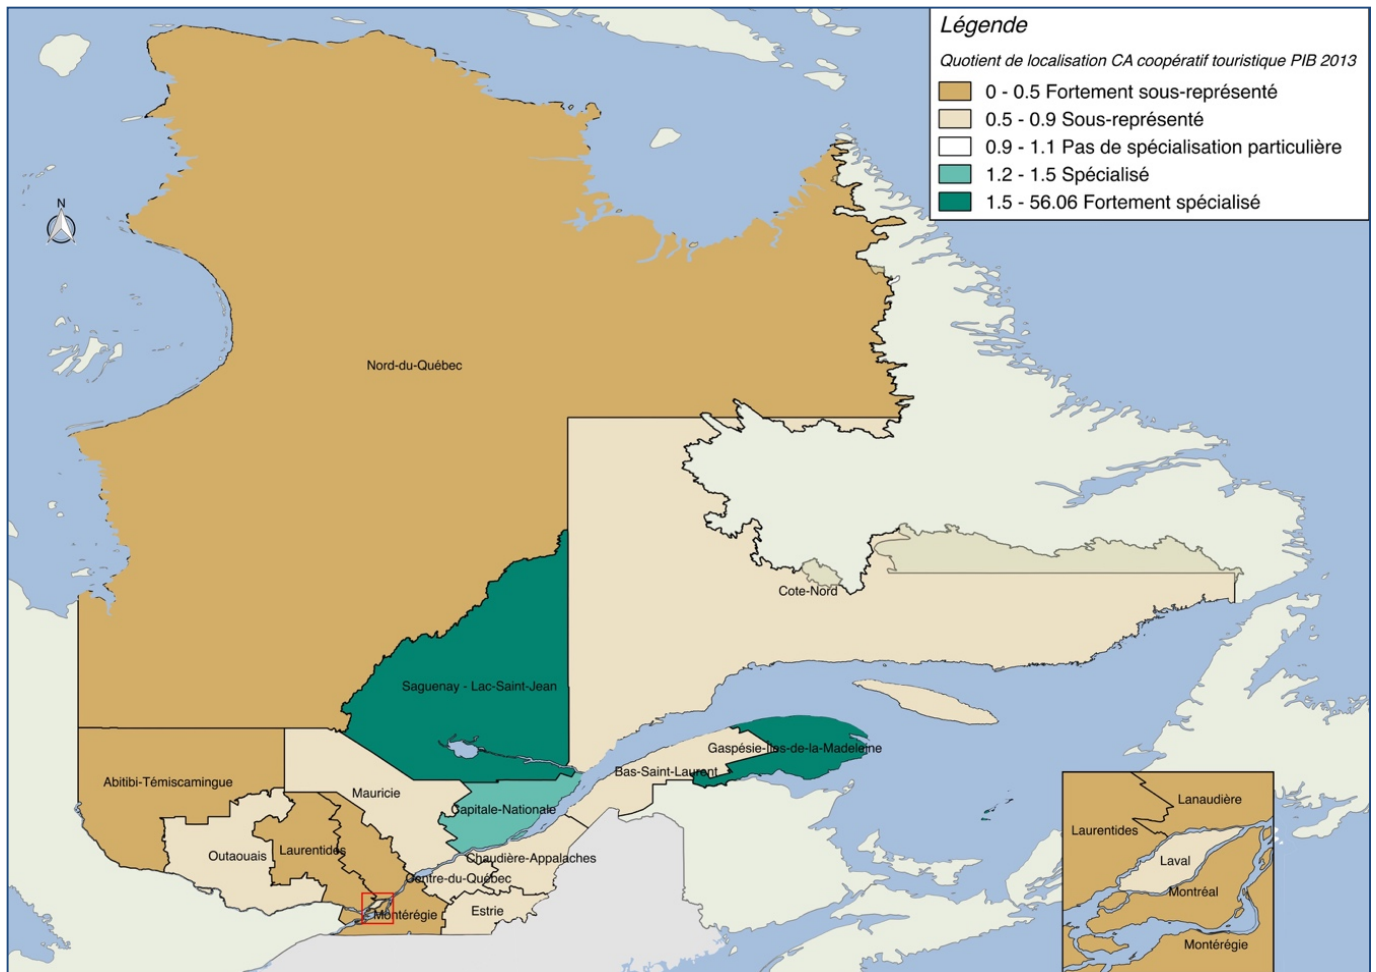 Légende
Quotient de localisation CA coopératif touristique PIB 2013
0 - 0.5 Fortement sous-représenté
0.5 - 0.9 Sous-représenté
0.9 - 1.1 Pas de spécialisation particulière
1.2 - 1.5 Spécialisé
1.5 - 56.06 Fortement spécialisé
N
Nord-du-Québec
Cote-Nord
Saguenay - Lac-Saint-Jean
Gaspésie-Iles-de-la-Madeleine
Bas-Saint-Laurent
Abitibi-Témiscamingue
Mauricie
Capitale-Nationale
Outaouais
Laurentides
Chaudière-Appalaches
Centre-du-Québec
Estrie
Montérégie
Lanaudière
Laurentides
Laval
Montréal
Montérégie